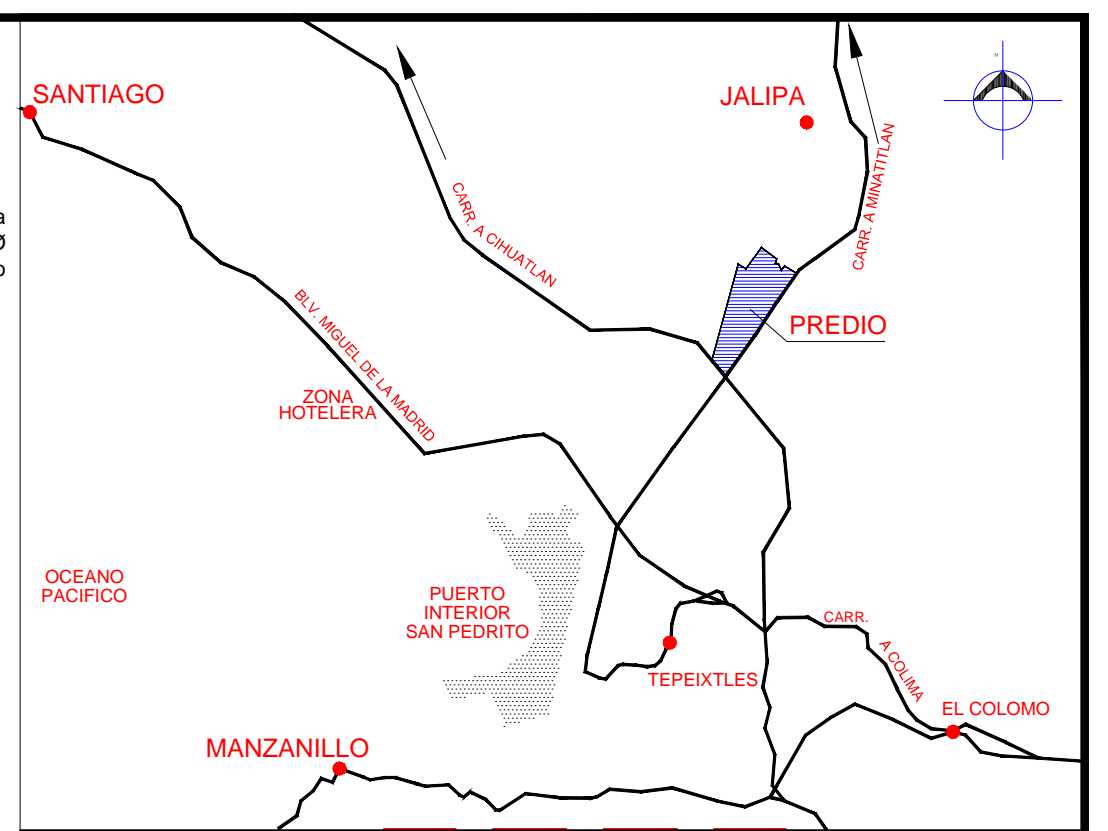 N
SANTIAGO
JALIPA
a
Ø
o
CARR. A CIHUATLAN
CARR. A MINATITLAN
BLV. MIGUEL DE LA MADRID
PREDIO
ZONA
HOTELERA
OCEANO
PACIFICO
PUERTO
INTERIOR
SAN PEDRITO
CARR.
A COLIMA
TEPEIXTLES
EL COLOMO
MANZANILLO